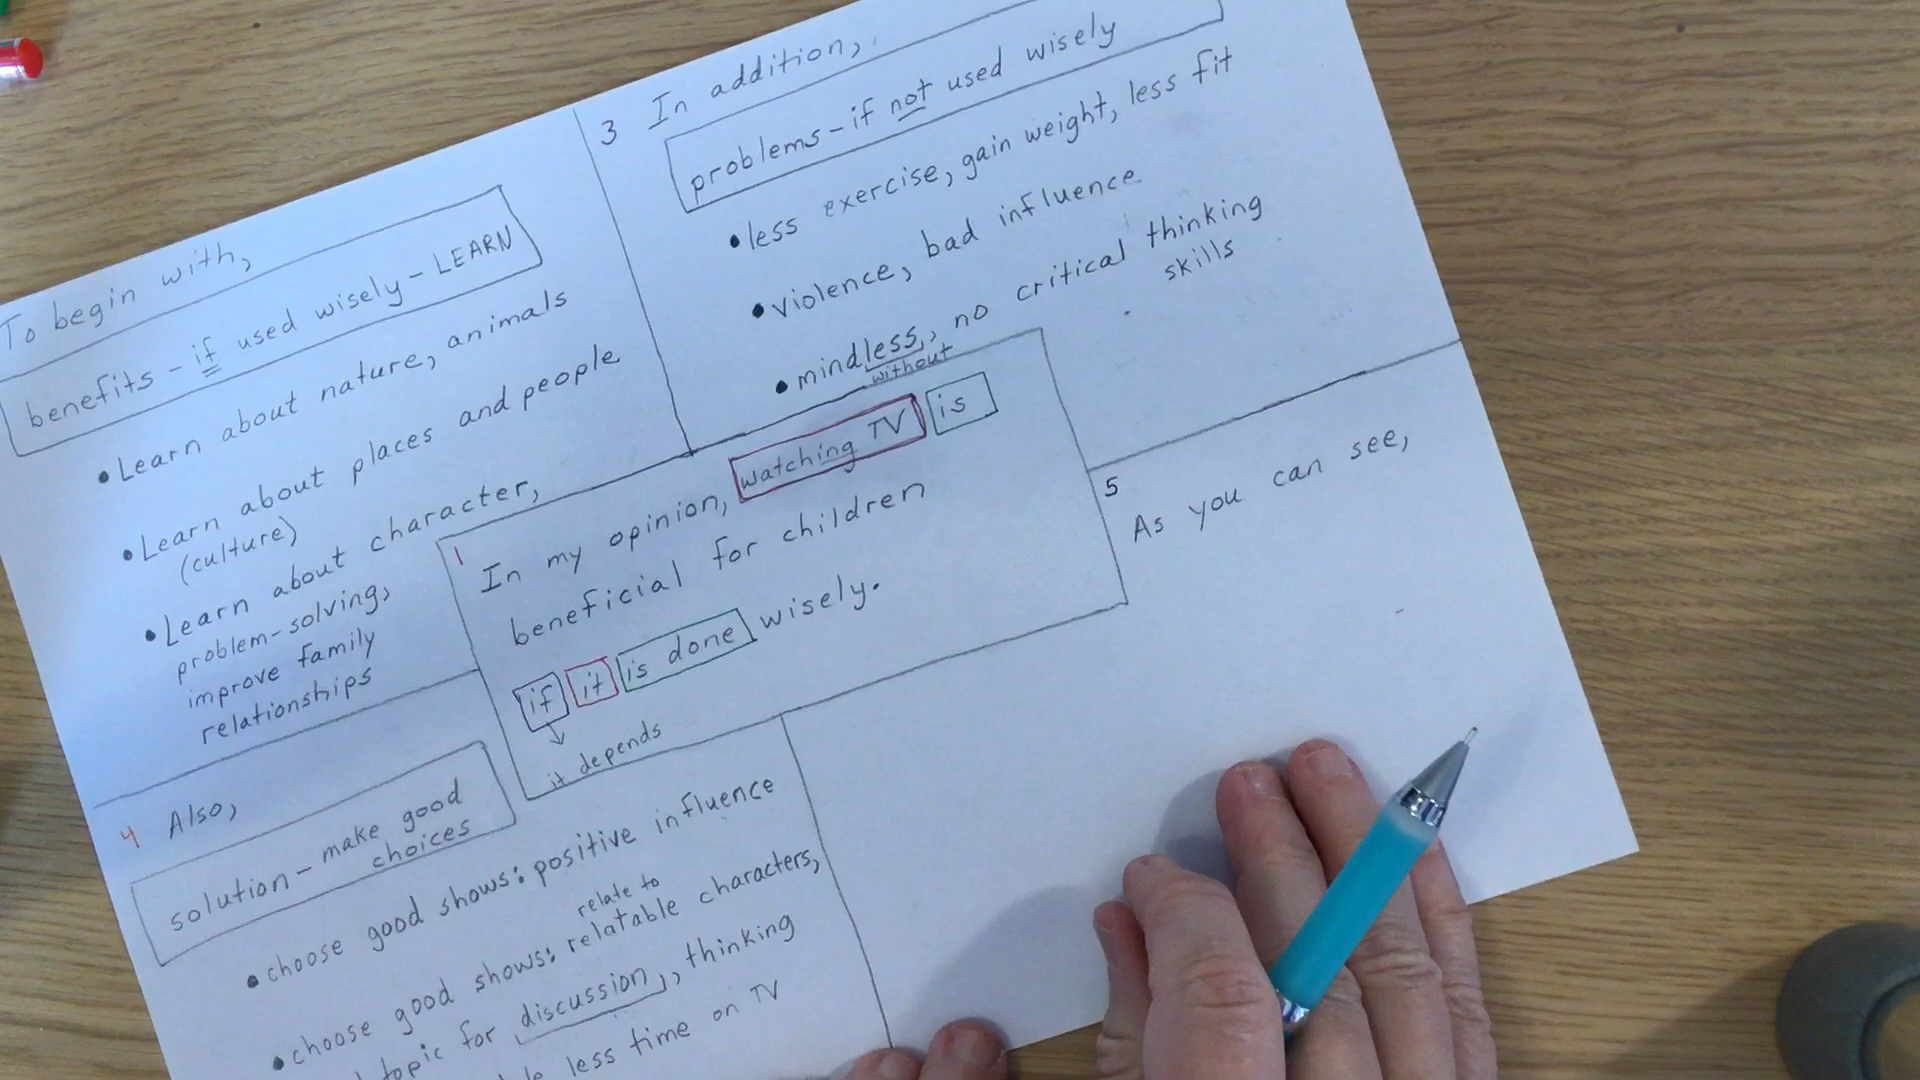 To begin with,
benefits - if used wisely - LEARN
• Learn about nature, animals
• Learn about places and people
(culture)
• Learn about character,
problem-solving,
improve family
relationships
3 In addition,
problems - if not used wisely
• less exercise, gain weight, less fit
• violence, bad influence
• mindless, no critical thinking
skills
without
1
In my opinion, watching TV is
beneficial for children
if it is done wisely.
it depends
4 Also,
solution - make good
choices
• choose good shows: positive influence
relate to
• choose good shows: relatable characters,
topic for discussion, thinking
less time on TV
5
As you can see,